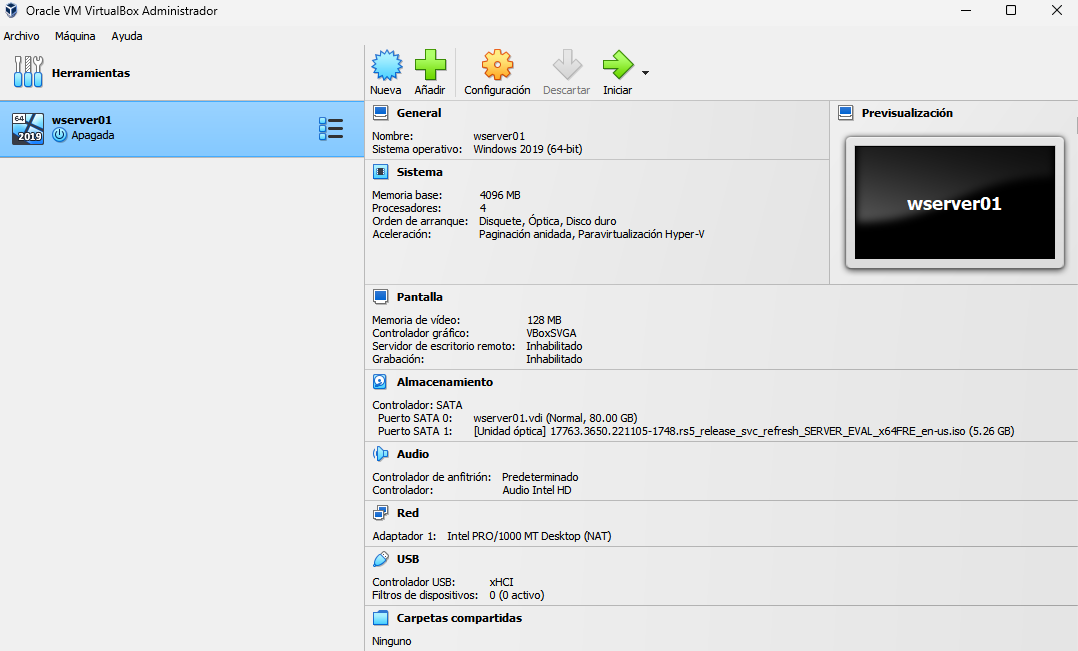 Oracle VM VirtualBox Administrador
Archivo Máquina Ayuda
Herramientas
Nueva Añadir Configuración Descartar Iniciar
64 2019
wserver01
Apagada
General
Nombre: wserver01
Sistema operativo: Windows 2019 (64-bit)
Sistema
Memoria base: 4096 MB
Procesadores: 4
Orden de arranque: Disquete, Óptica, Disco duro
Aceleración: Paginación anidada, Paravirtualización Hyper-V
Previsualización
wserver01
Pantalla
Memoria de vídeo: 128 MB
Controlador gráfico: VBoxSVGA
Servidor de escritorio remoto: Inhabilitado
Grabación: Inhabilitado
Almacenamiento
Controlador: SATA
Puerto SATA 0: wserver01.vdi (Normal, 80.00 GB)
Puerto SATA 1: [Unidad óptica] 17763.3650.221105-1748.rs5_release_svc_refresh_SERVER_EVAL_x64FRE_en-us.iso (5.26 GB)
Audio
Controlador de anfitrión: Predeterminado
Controlador: Audio Intel HD
Red
Adaptador 1: Intel PRO/1000 MT Desktop (NAT)
USB
Controlador USB: xHCI
Filtros de dispositivos: 0 (0 activo)
Carpetas compartidas
Ninguno